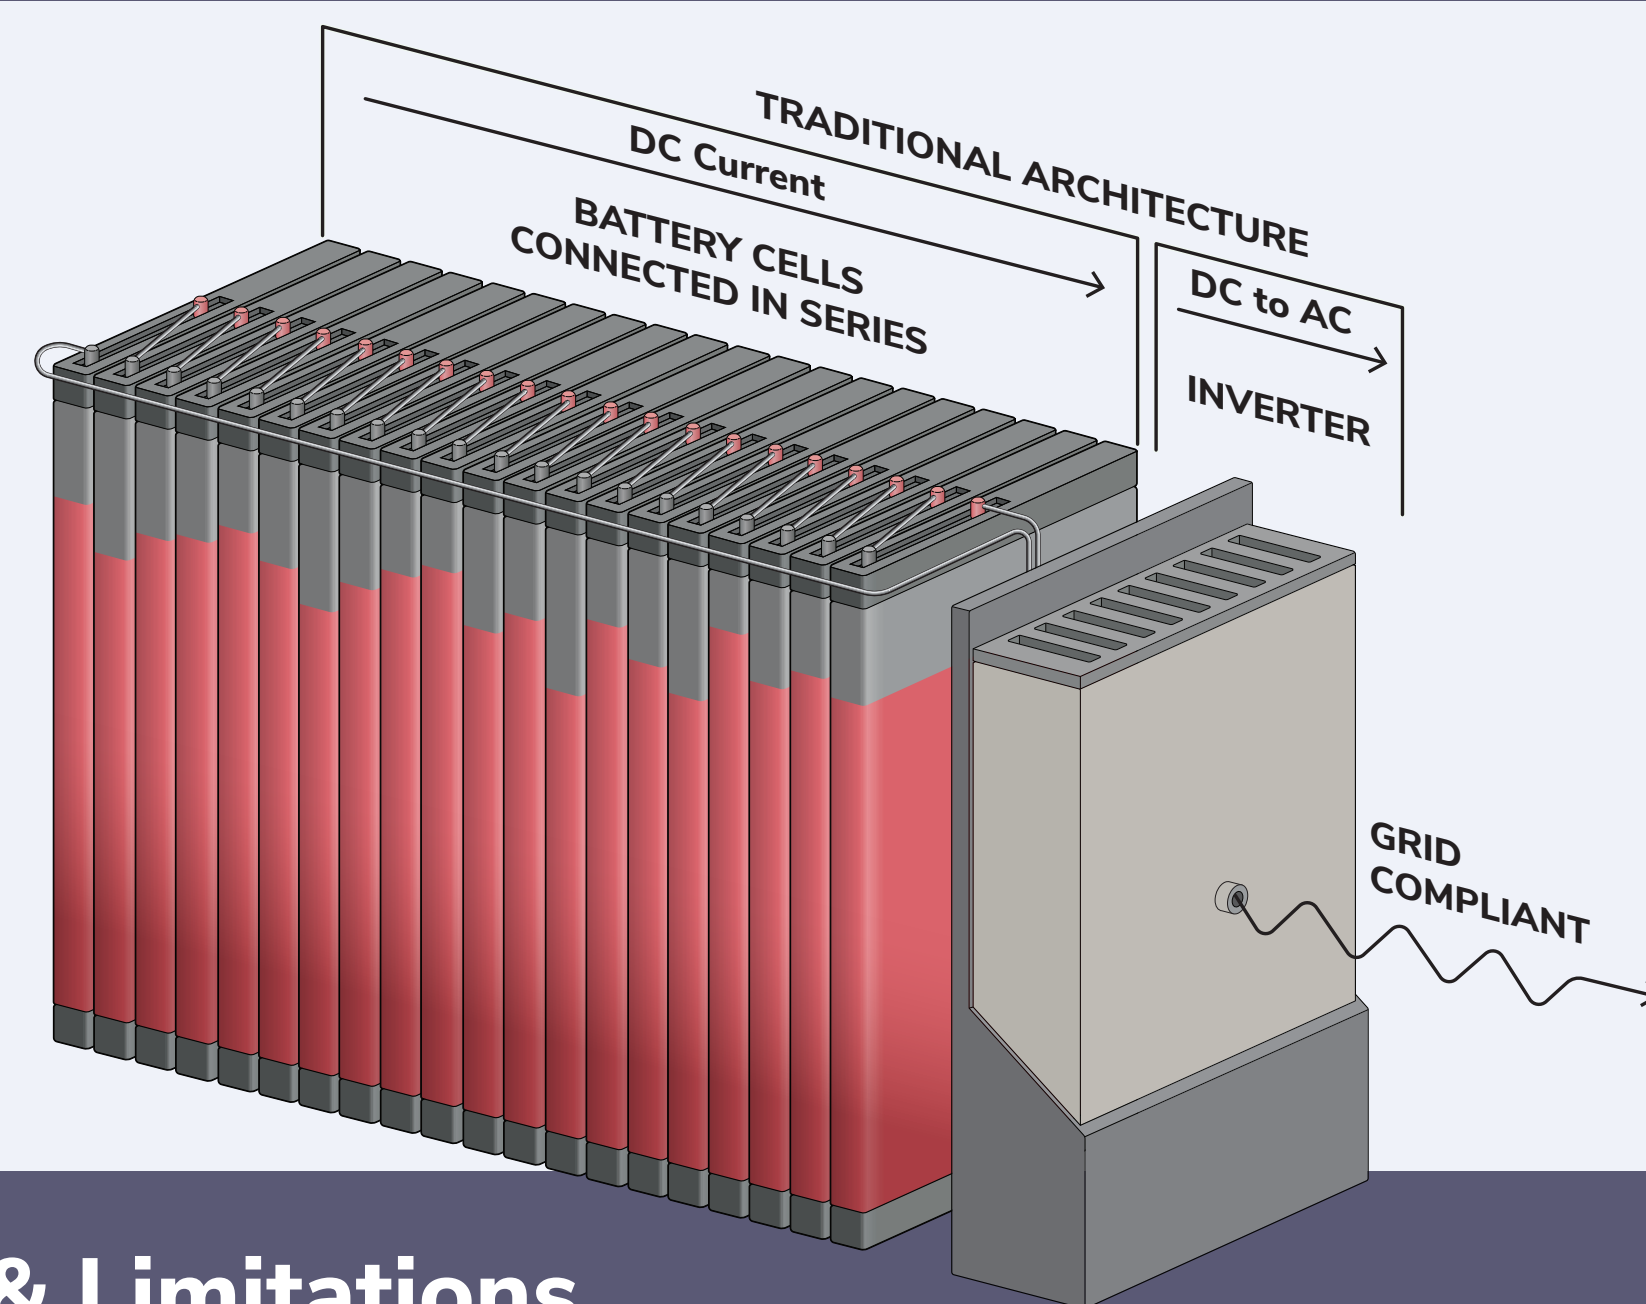 TRADITIONAL ARCHITECTURE
DC Current
BATTERY CELLS
CONNECTED IN SERIES
DC to AC
INVERTER
GRID
COMPLIANT
& Limitations